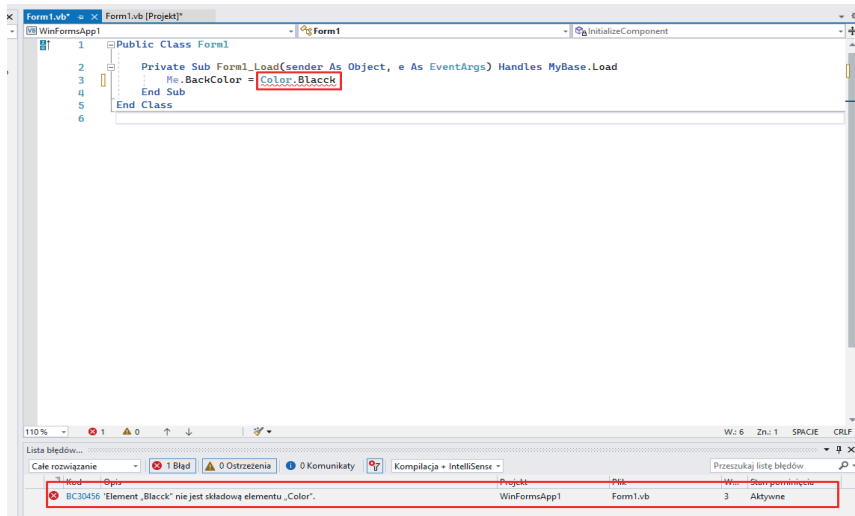 Form1.vb* Form1.vb [Projekt]*
VB WinFormsApp1 Form1 InitializeComponent
1 Public Class Form1
2 Private Sub Form1_Load(sender As Object, e As EventArgs) Handles MyBase.Load
3 Me.BackColor = Color.Blacck
4 End Sub
5 End Class
6
110 % 1 0 W.: 6 Zn.: 1 SPACJE CRLF
Lista błędów...
Całe rozwiązanie 1 Błąd 0 Ostrzeżenia 0 Komunikaty Kompilacja + IntelliSense Przeszukaj listę błędów
Kod Opis Projekt Plik W... Stan pominięcia
BC30456 'Element „Blacck" nie jest składową elementu „Color". WinFormsApp1 Form1.vb 3 Aktywne